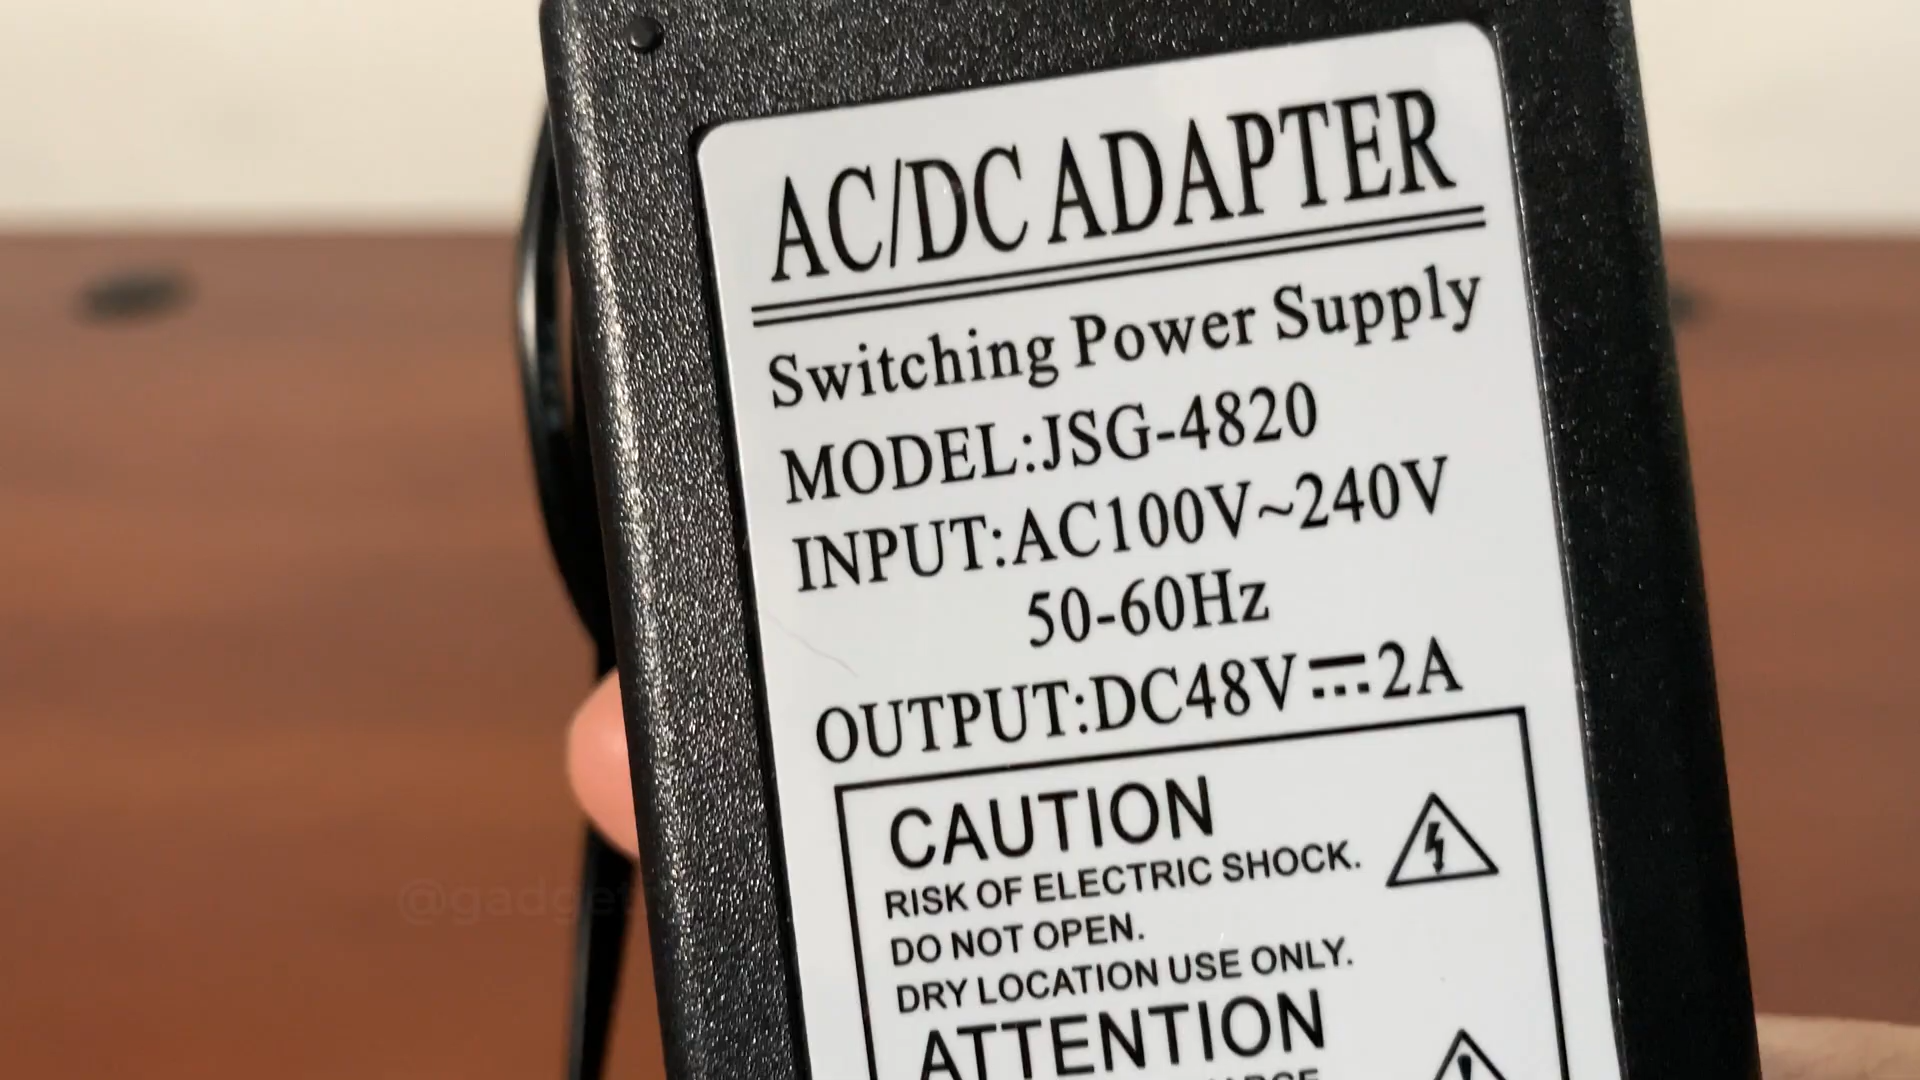 AC/DC ADAPTER
Switching Power Supply
MODEL:JSG-4820
INPUT:AC100V~240V
50-60Hz
OUTPUT:DC48V⎓2A
CAUTION
RISK OF ELECTRIC SHOCK.
DO NOT OPEN.
DRY LOCATION USE ONLY.
ATTENTION